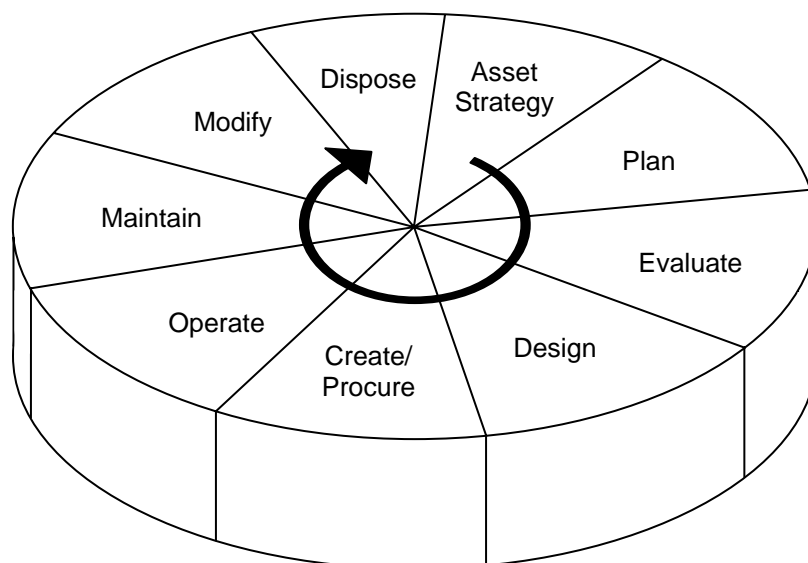 Asset
Strategy
Plan
Evaluate
Design
Create/
Procure
Operate
Maintain
Modify
Dispose